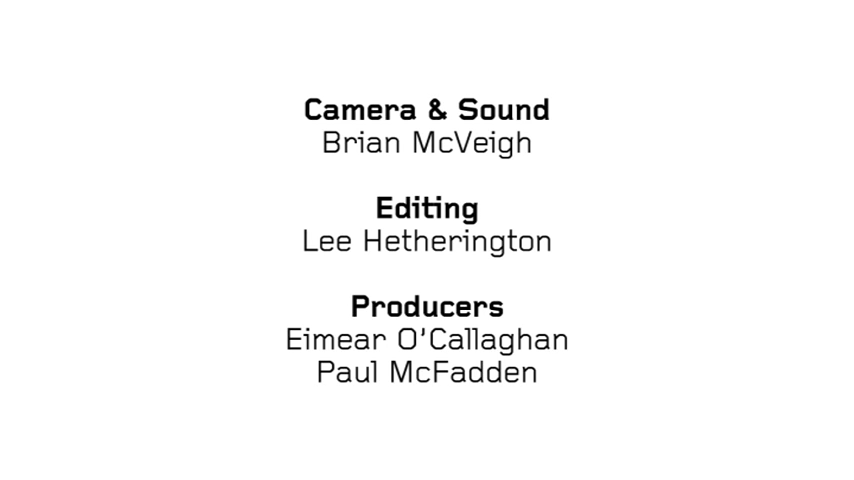 Camera & Sound
Brian McVeigh
Editing
Lee Hetherington
Producers
Eimear O'Callaghan
Paul McFadden